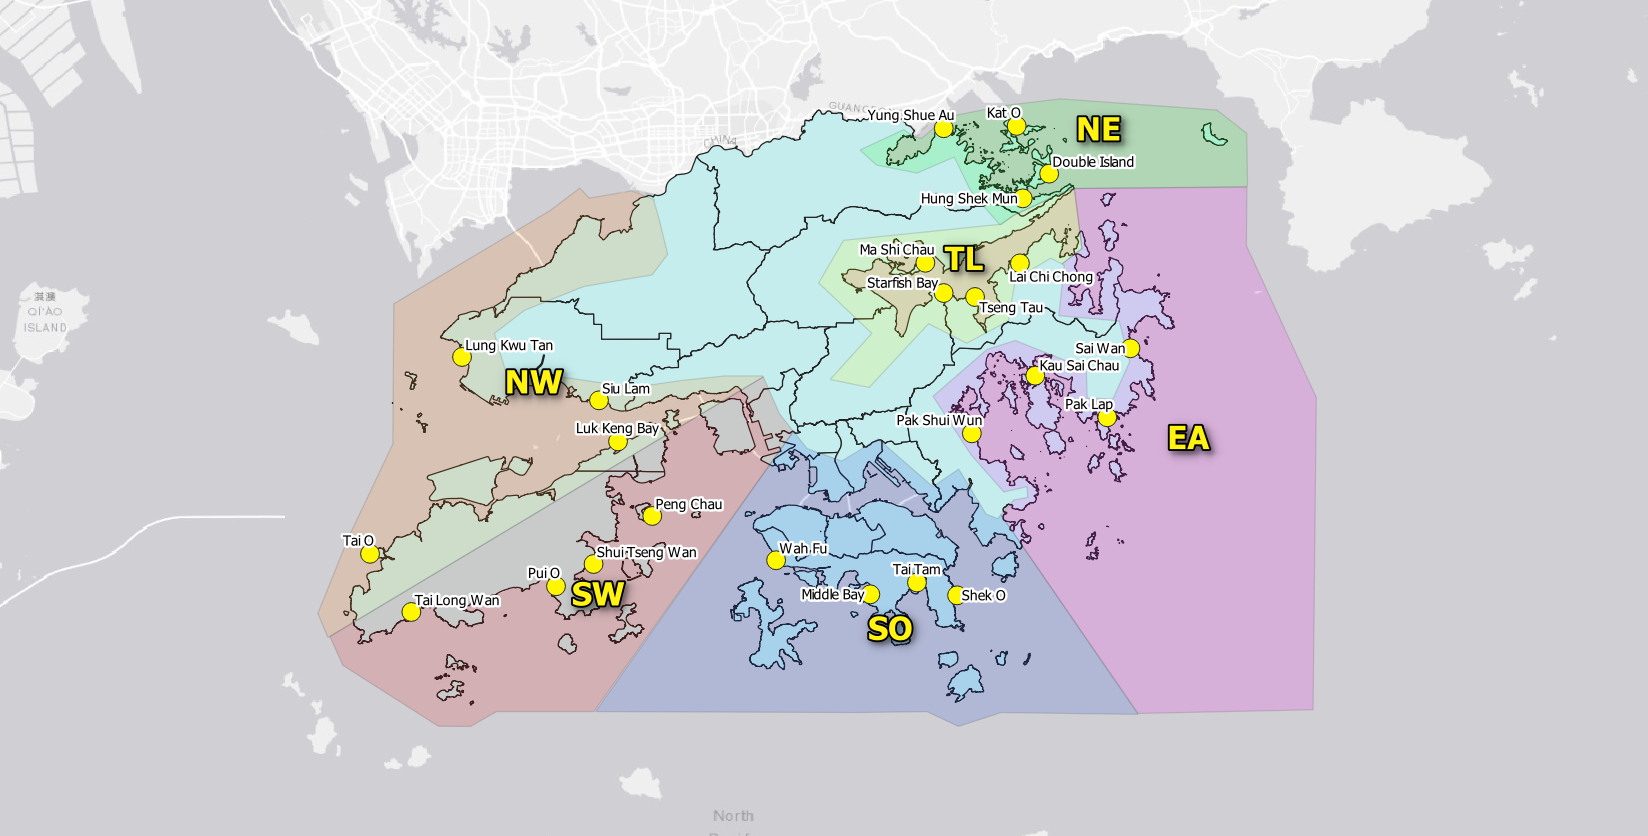 GUANGDONG
Yung Shue Au
Kat O
NE
CHINA
Double Island
Hung Shek Mun
Ma Shi Chau
TL
Lai Chi Chong
Starfish Bay
Tseng Tau
QI'AO
ISLAND
Lung Kwu Tan
Sai Wan
Kau Sai Chau
NW
Siu Lam
Pak Lap
Pak Shui Wun
Luk Keng Bay
EA
Peng Chau
Tai O
Wah Fu
Shui Tseng Wan
Pui O
SW
Tai Tam
Middle Bay
Shek O
Tai Long Wan
SO
North